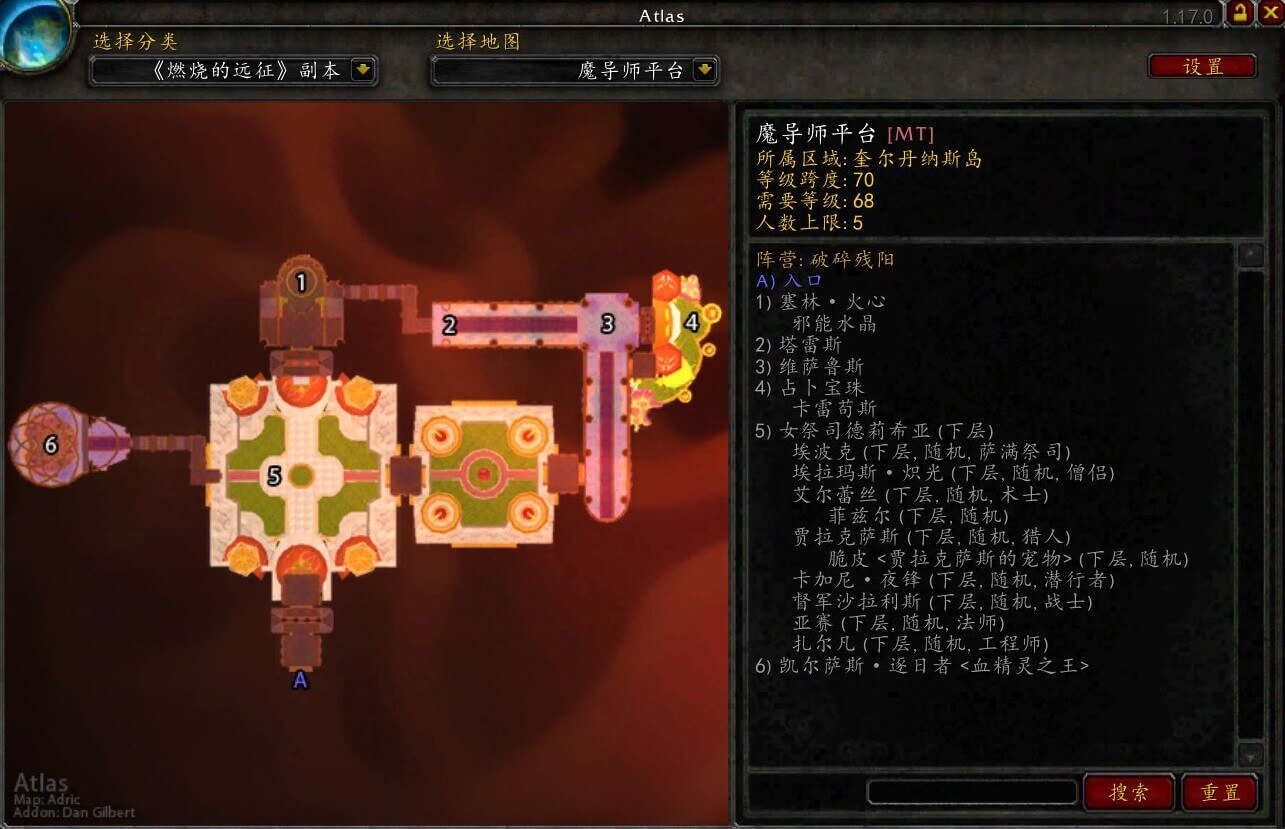 Atlas
1.17.0
选择分类
选择地图
《燃烧的远征》副本
魔导师平台
设置
魔导师平台 [MT]
所属区域: 奎尔丹纳斯岛
等级跨度: 70
需要等级: 68
人数上限: 5
阵营: 破碎残阳
A) 入口
1) 塞林·火心
邪能水晶
2) 塔雷斯
3) 维萨鲁斯
4) 占卜宝珠
卡雷苟斯
5) 女祭司德莉希亚 (下层)
埃波克 (下层, 随机, 萨满祭司)
埃拉玛斯·炽光 (下层, 随机, 僧侣)
艾尔蕾丝 (下层, 随机, 术士)
菲兹尔 (下层, 随机)
贾拉克萨斯 (下层, 随机, 猎人)
脆皮 <贾拉克萨斯的宠物> (下层, 随机)
卡加尼·夜锋 (下层, 随机, 潜行者)
督军沙拉利斯 (下层, 随机, 战士)
亚赛 (下层, 随机, 法师)
扎尔凡 (下层, 随机, 工程师)
6) 凯尔萨斯·逐日者 <血精灵之王>
1
2
3
4
6
5
A
Atlas
Map: Adric
Addon: Dan Gilbert
搜索
重置